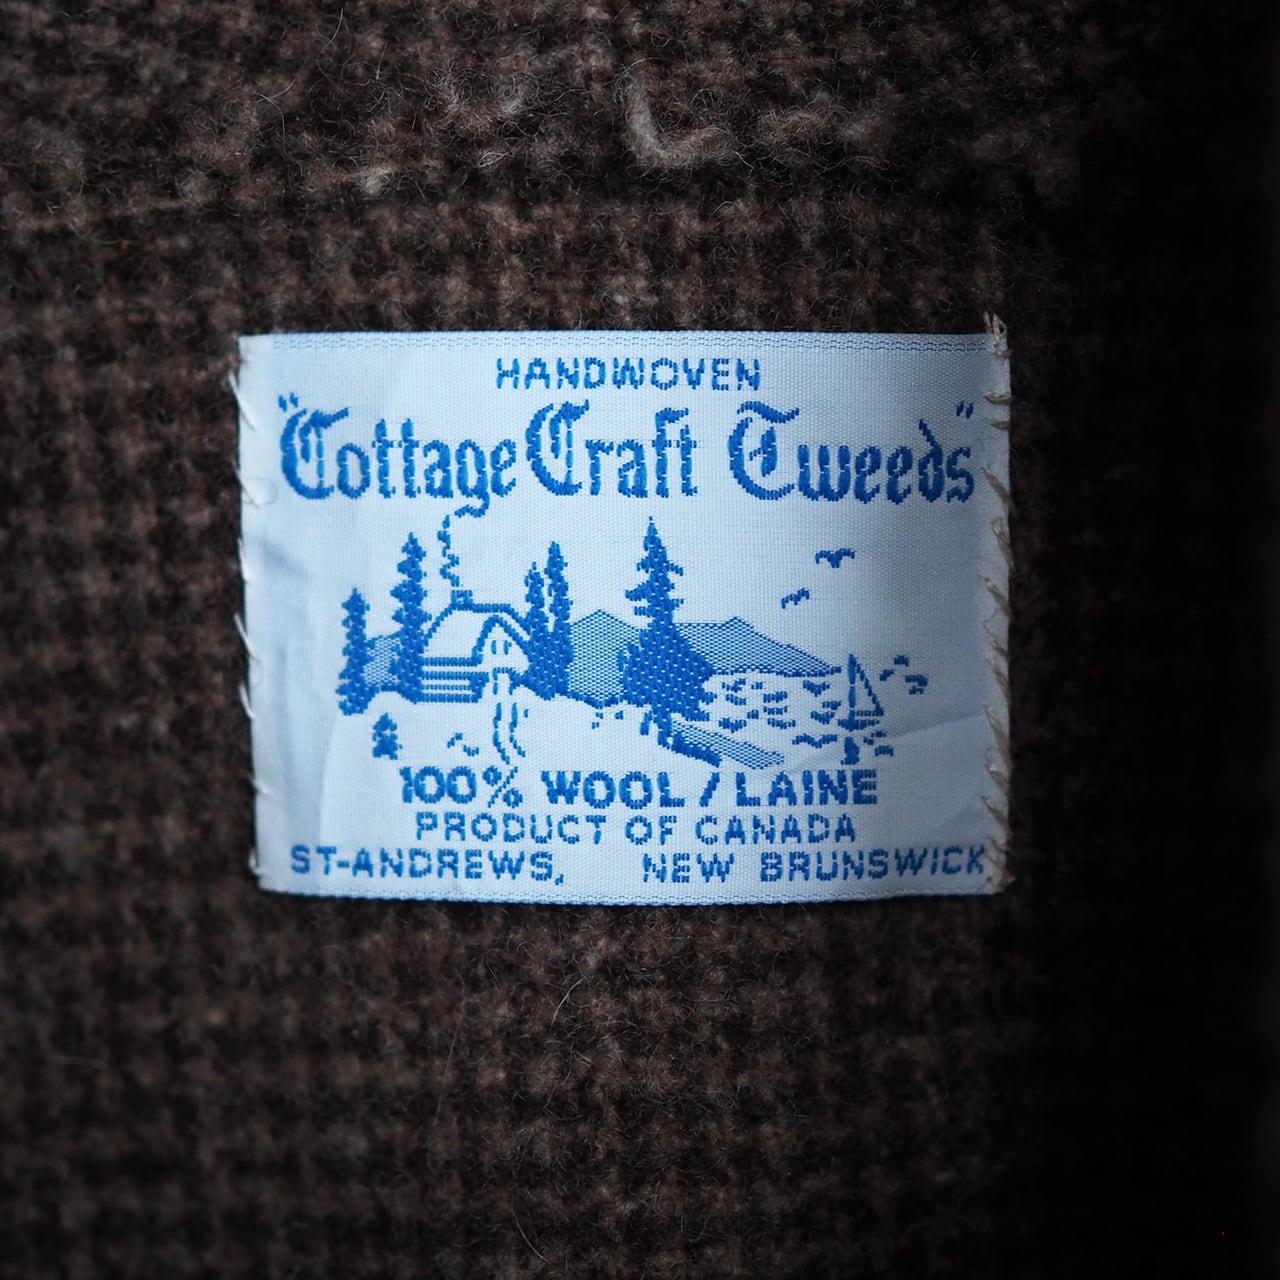 HANDWOVEN
"Cottage Craft Tweeds"
100% WOOL / LAINE
PRODUCT OF CANADA
ST-ANDREWS, NEW BRUNSWICK